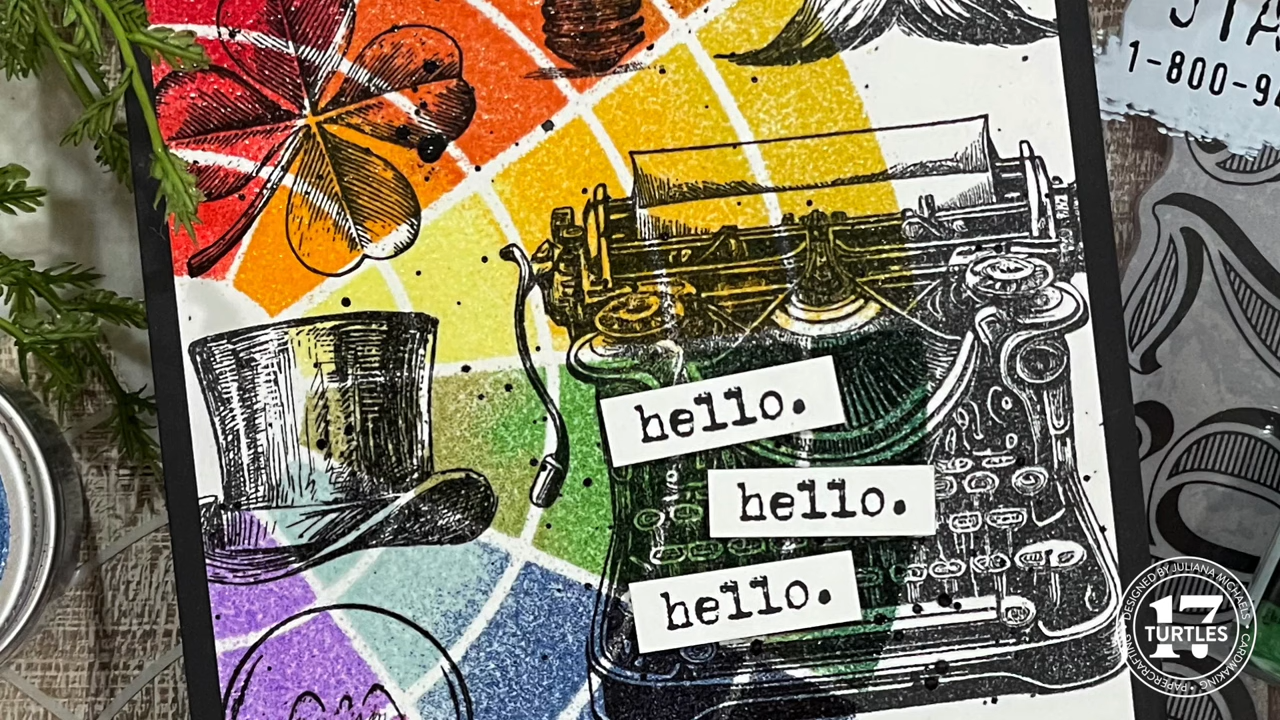 1-800-9
hello.
hello.
hello.
DESIGNED BY JULIANA MICHAELS
17
TURTLES
PAPERCRAFTING • CARDMAKING